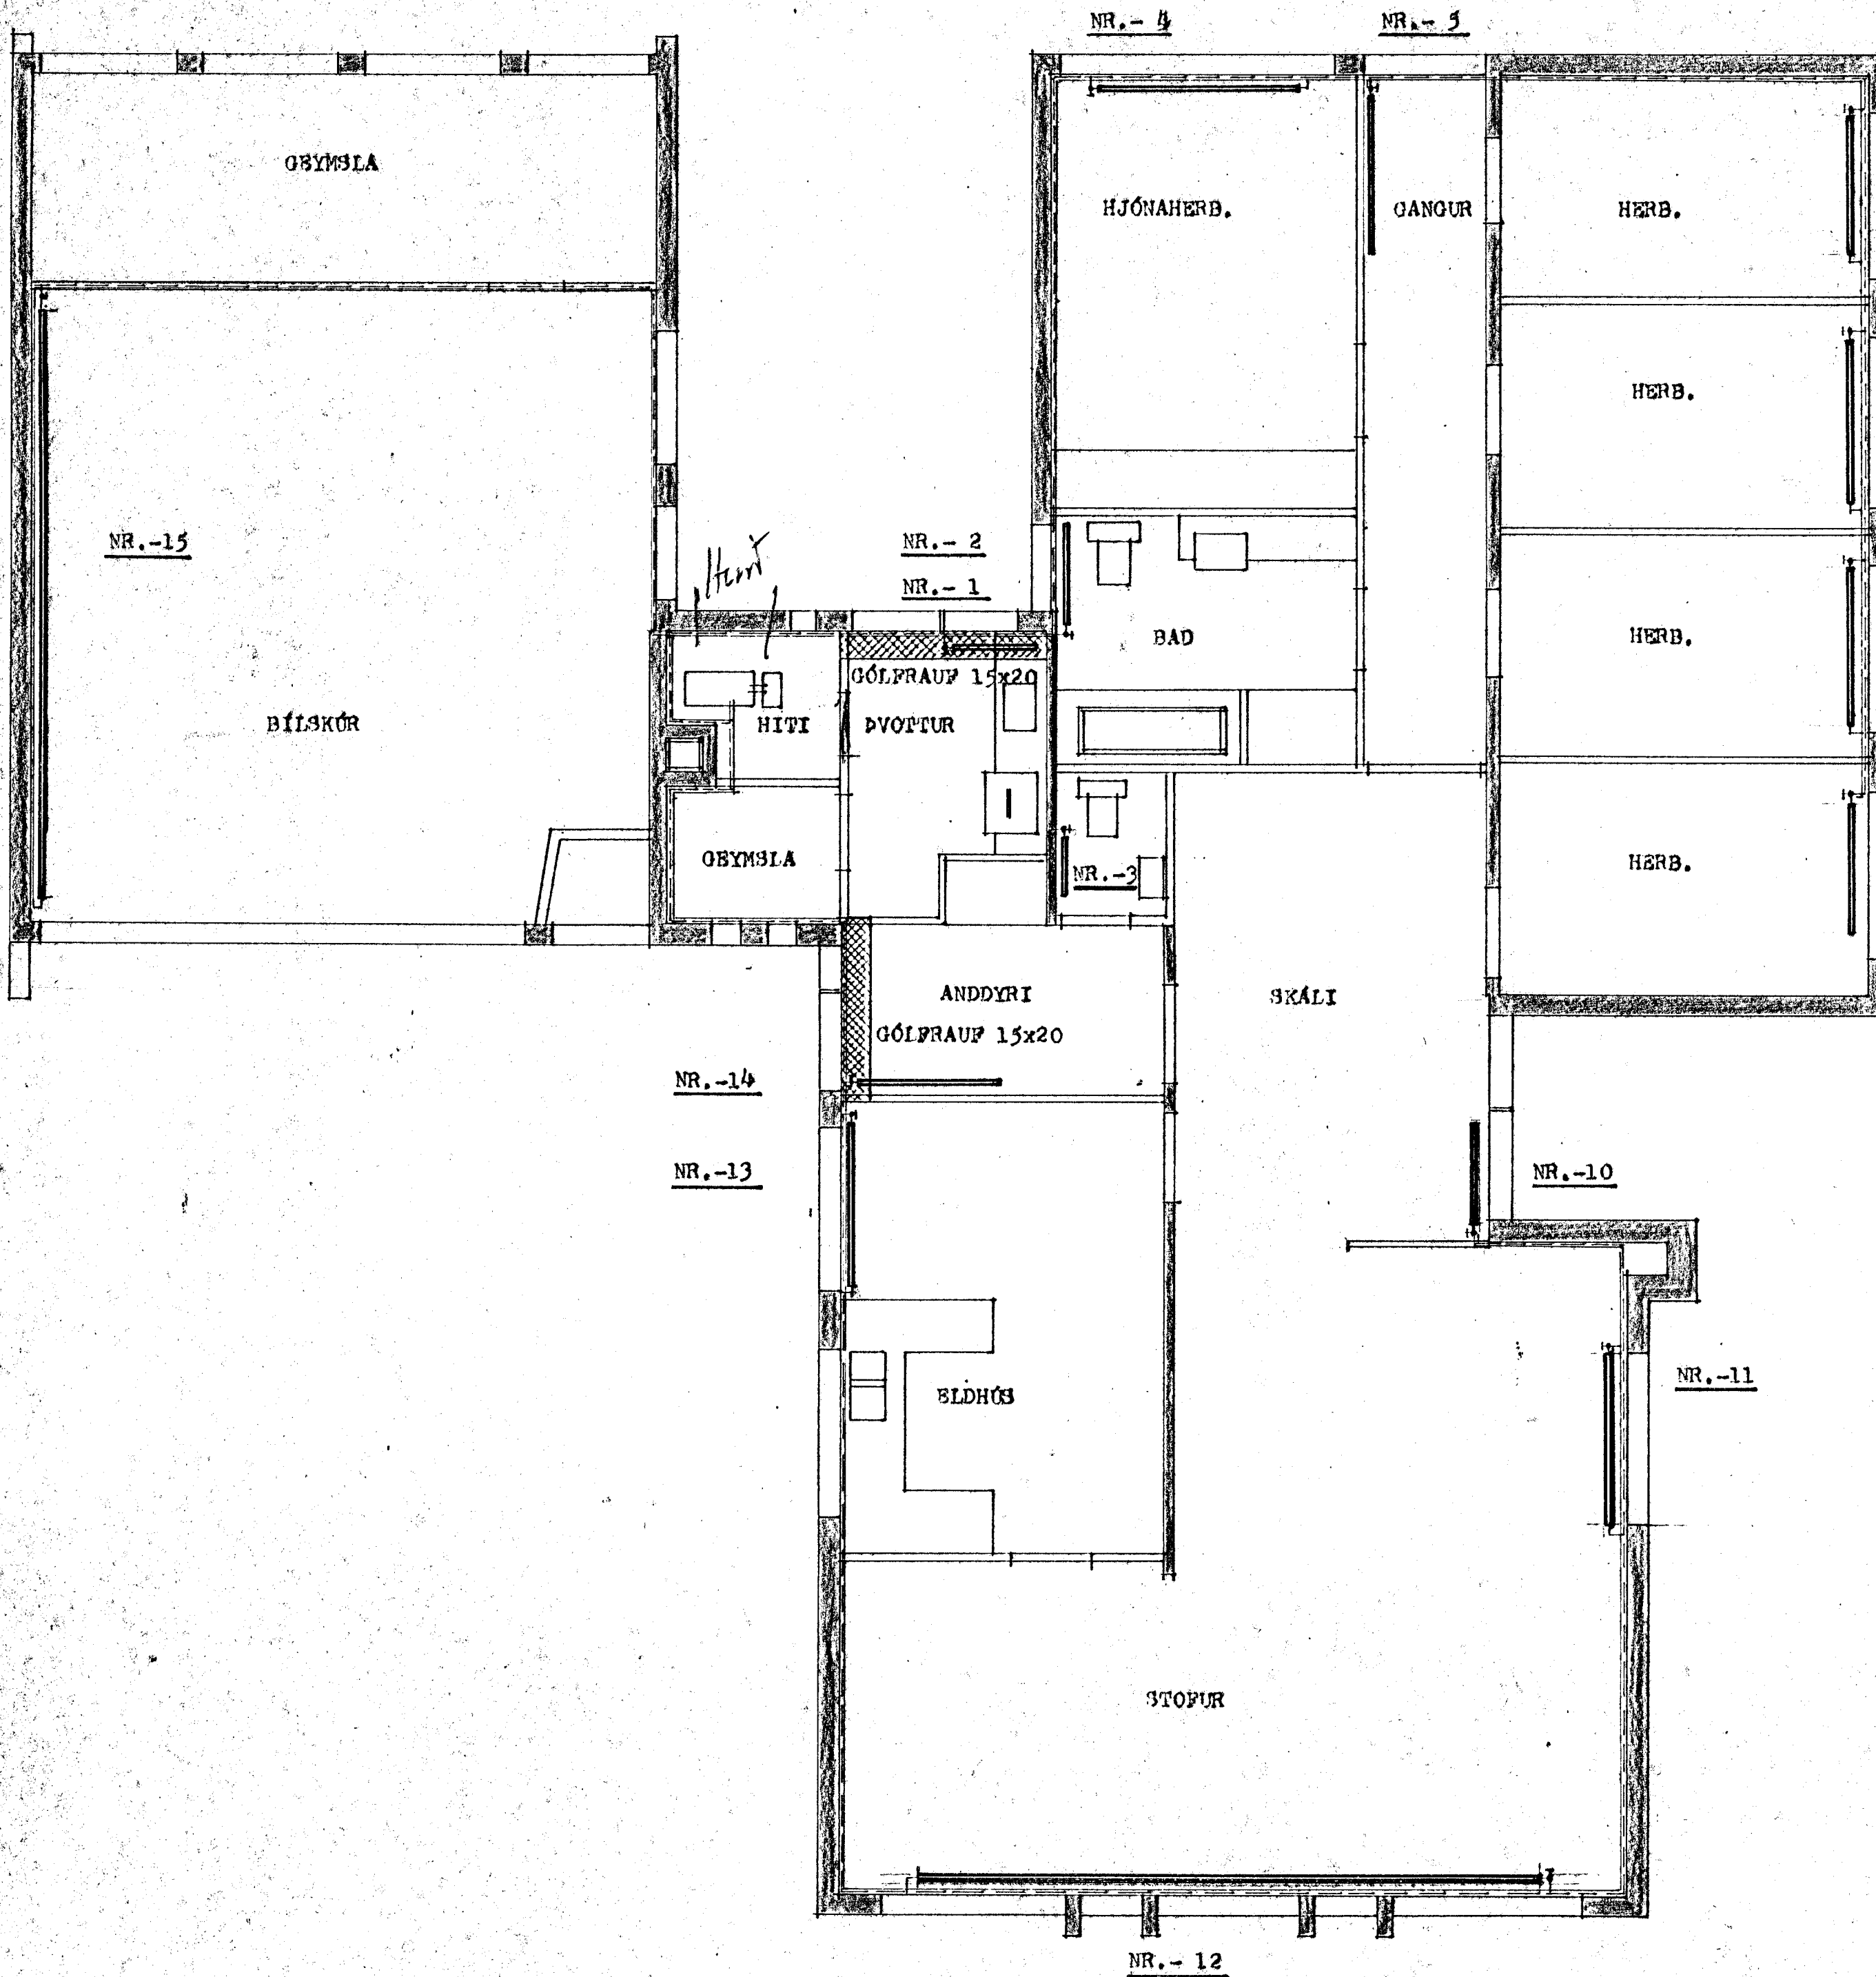 NR.- 4
NR.- 5
GEYMSLA
HJÓNAHERB.
GANGUR
HERB.
HERB.
NR.-15
NR.- 2
NR.- 1
BAD
HERB.
GÓLFRAUF 15x20
BÍLSKÚR
HITI
ÞVOTTUR
GEYMSLA
NR.-3
HERB.
ANDDYRI
SKÁLI
GÓLFRAUF 15x20
NR.-14
NR.-13
NR.-10
NR.-11
ELDHÚS
STOFUR
NR.- 12